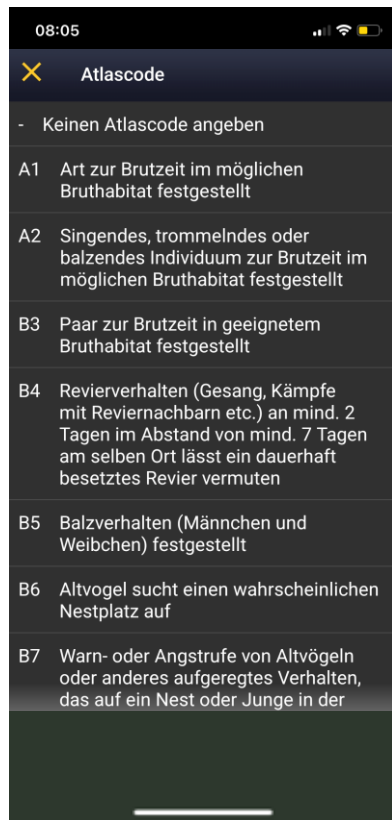 08:05
Atlascode
- Keinen Atlascode angeben
A1 Art zur Brutzeit im möglichen
Bruthabitat festgestellt
A2 Singendes, trommelndes oder
balzendes Individuum zur Brutzeit im
möglichen Bruthabitat festgestellt
B3 Paar zur Brutzeit in geeignetem
Bruthabitat festgestellt
B4 Revierverhalten (Gesang, Kämpfe
mit Reviernachbarn etc.) an mind. 2
Tagen im Abstand von mind. 7 Tagen
am selben Ort lässt ein dauerhaft
besetztes Revier vermuten
B5 Balzverhalten (Männchen und
Weibchen) festgestellt
B6 Altvogel sucht einen wahrscheinlichen
Nestplatz auf
B7 Warn- oder Angstrufe von Altvögeln
oder anderes aufgeregtes Verhalten,
das auf ein Nest oder Junge in der